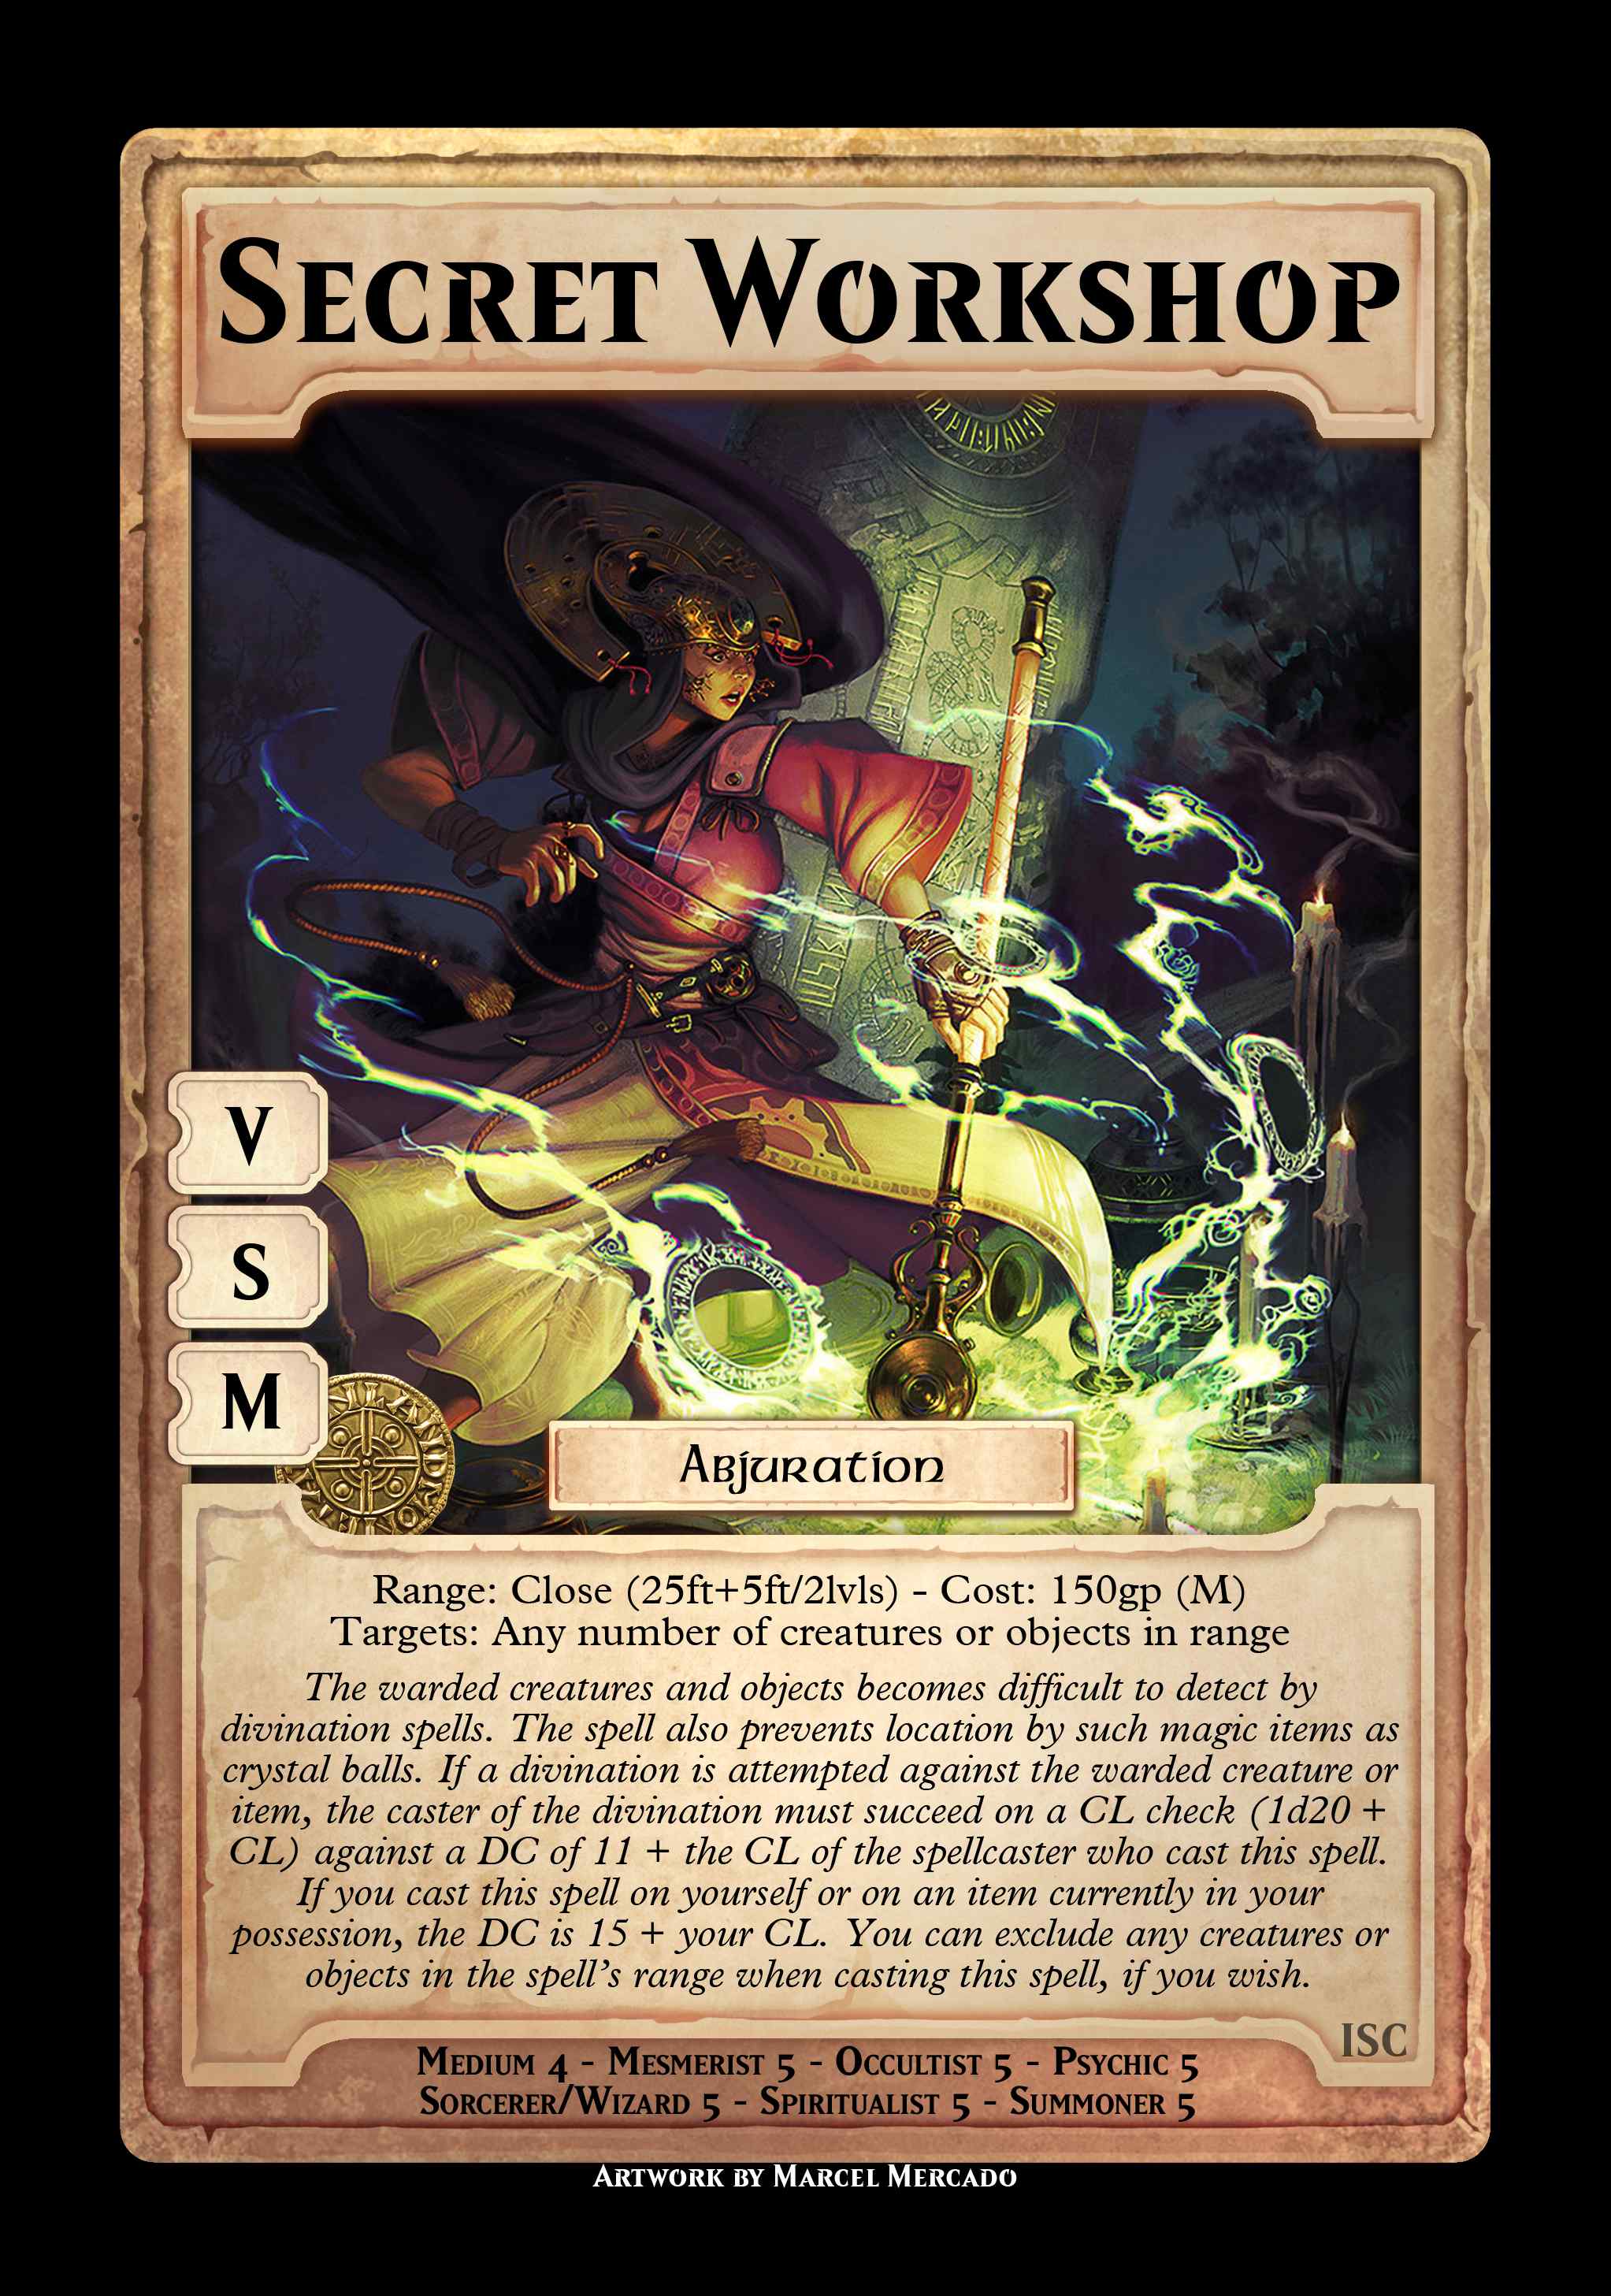 Secret Workshop
V
S
M
Abjuration
Range: Close (25ft+5ft/2lvls) - Cost: 150gp (M)
Targets: Any number of creatures or objects in range
The warded creatures and objects becomes difficult to detect by
divination spells. The spell also prevents location by such magic items as
crystal balls. If a divination is attempted against the warded creature or
item, the caster of the divination must succeed on a CL check (1d20 +
CL) against a DC of 11 + the CL of the spellcaster who cast this spell.
If you cast this spell on yourself or on an item currently in your
possession, the DC is 15 + your CL. You can exclude any creatures or
objects in the spell's range when casting this spell, if you wish.
ISC
Medium 4 - Mesmerist 5 - Occultist 5 - Psychic 5
Sorcerer/Wizard 5 - Spiritualist 5 - Summoner 5
Artwork by Marcel Mercado